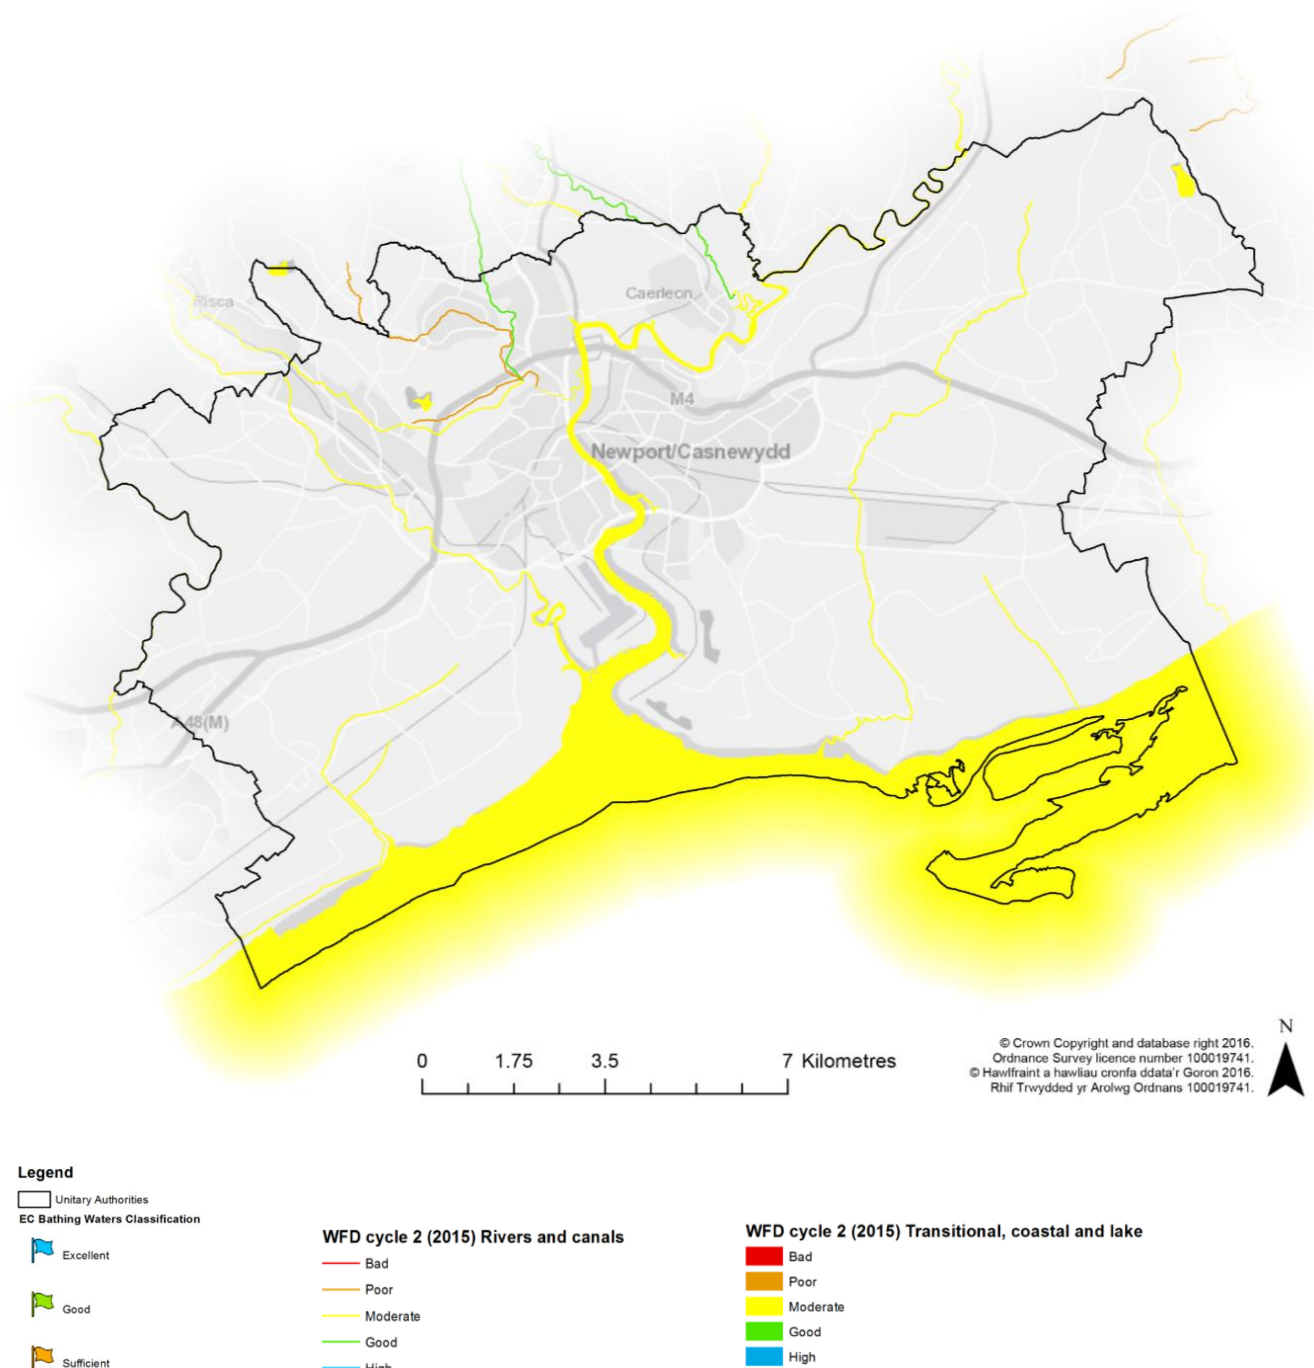 Risca
Caerleon
M4
Newport/Casnewydd
A48(M)
0 1.75 3.5 7 Kilometres
N
© Crown Copyright and database right 2016.
Ordnance Survey licence number 100019741.
© Hawlfraint a hawliau cronfa ddata'r Goron 2016.
Rhif Trwydded yr Arolwg Ordnans 100019741.
Legend
Unitary Authorities
EC Bathing Waters Classification
Excellent
Good
Sufficient
WFD cycle 2 (2015) Rivers and canals
Bad
Poor
Moderate
Good
High
WFD cycle 2 (2015) Transitional, coastal and lake
Bad
Poor
Moderate
Good
High